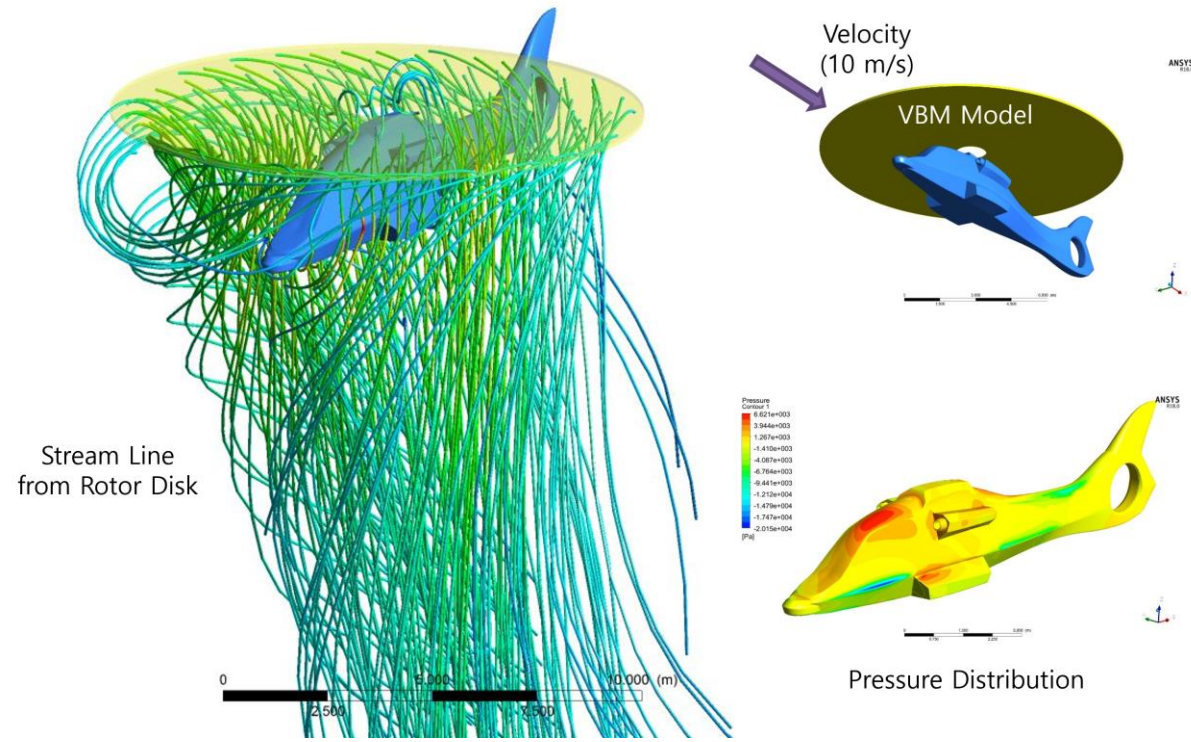 Velocity
(10 m/s)
ANSYS
VBM Model
Stream Line
from Rotor Disk
0
5.000
10.000 (m)
2.500
7.500
Pressure
Contour 1
6.621e+003
3.944e+003
1.267e+003
-1.410e+003
-4.087e+003
-6.764e+003
-9.441e+003
-1.212e+004
-1.479e+004
-1.747e+004
-2.015e+004
[Pa]
ANSYS
Pressure Distribution